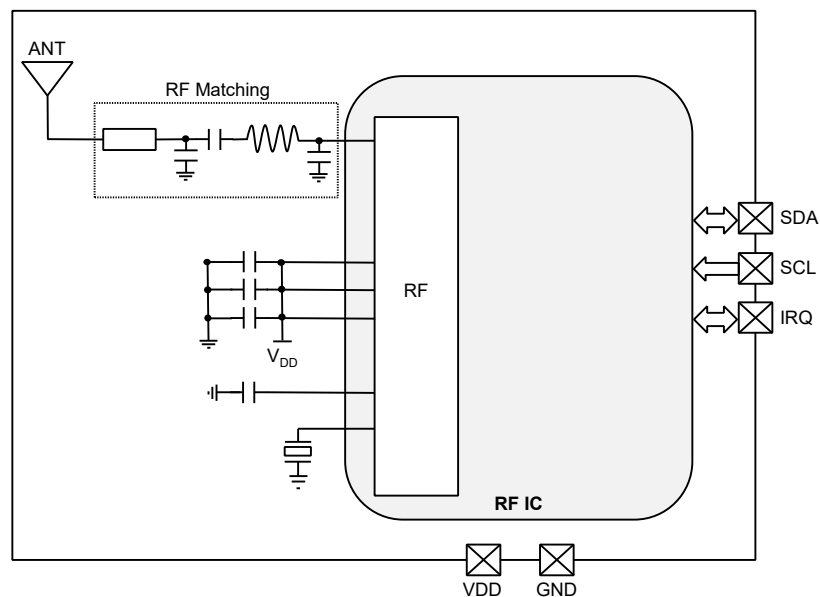 ANT
RF Matching
SDA
SCL
RF
IRQ
VDD
RF IC
VDD
GND